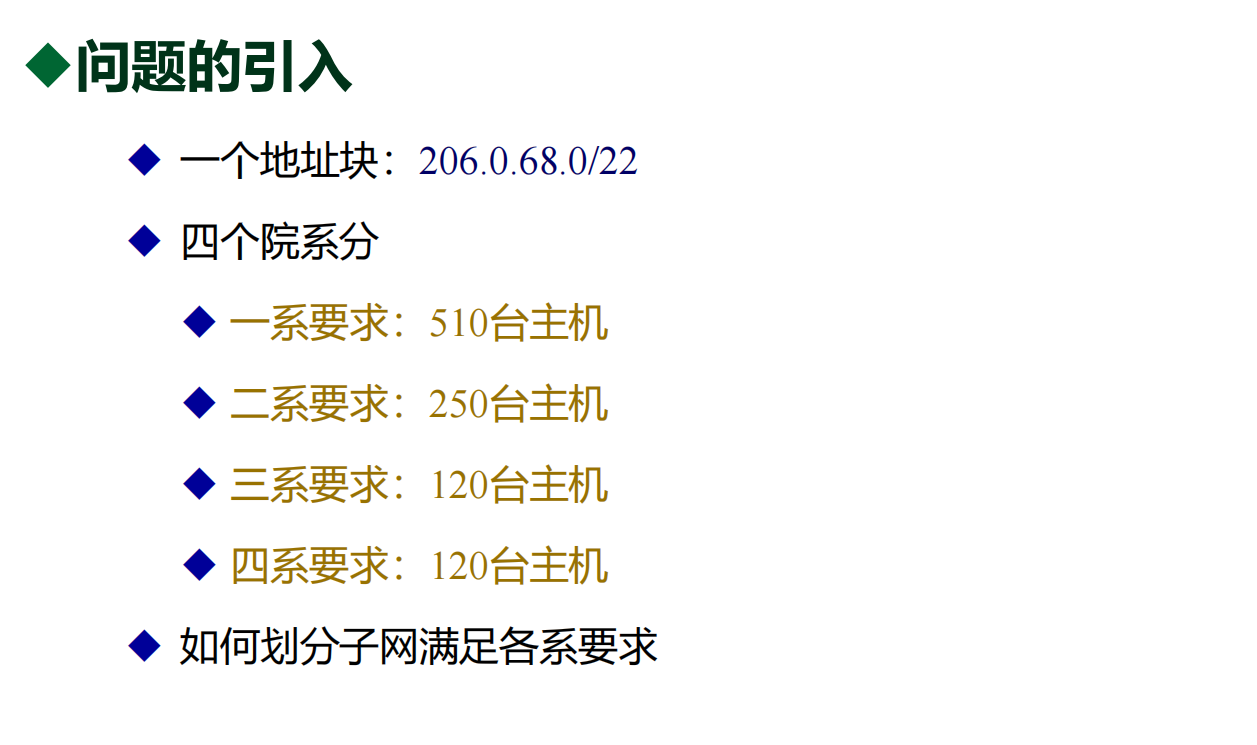 ◆问题的引入
◆ 一个地址块：206.0.68.0/22
◆ 四个院系分
◆ 一系要求：510台主机
◆ 二系要求：250台主机
◆ 三系要求：120台主机
◆ 四系要求：120台主机
◆ 如何划分子网满足各系要求